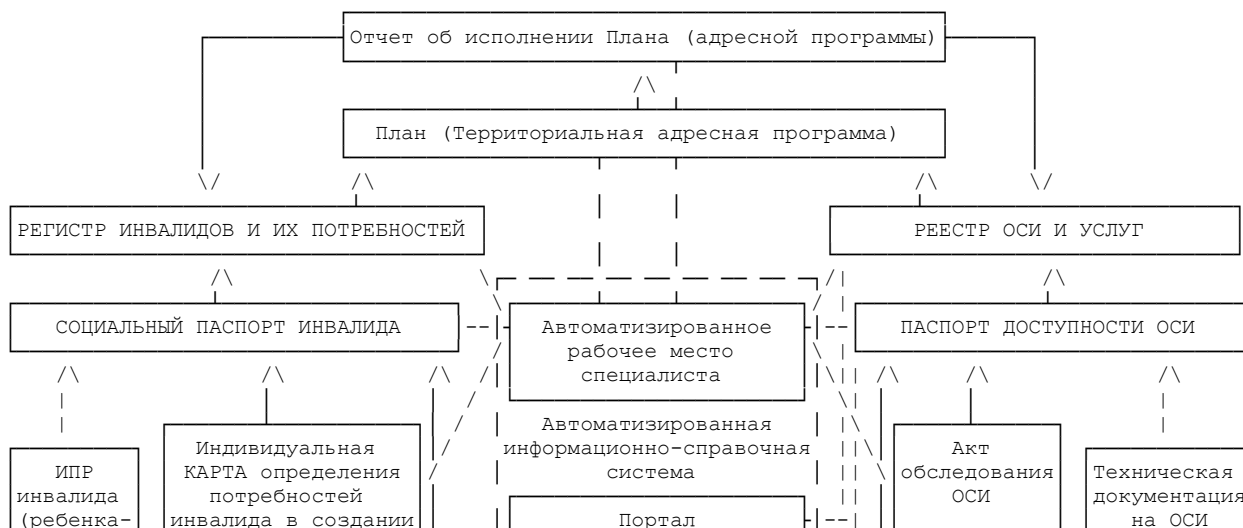 Отчет об исполнении Плана (адресной программы)
План (Территориальная адресная программа)
РЕГИСТР ИНВАЛИДОВ И ИХ ПОТРЕБНОСТЕЙ
РЕЕСТР ОСИ И УСЛУГ
СОЦИАЛЬНЫЙ ПАСПОРТ ИНВАЛИДА
Автоматизированное
рабочее место
специалиста
ПАСПОРТ ДОСТУПНОСТИ ОСИ
Автоматизированная
информационно-справочная
система
ИПР
инвалида
(ребенка-
Индивидуальная
КАРТА определения
потребностей
инвалида в создании
Портал
Акт
обследования
ОСИ
Техническая
документация
на ОСИ